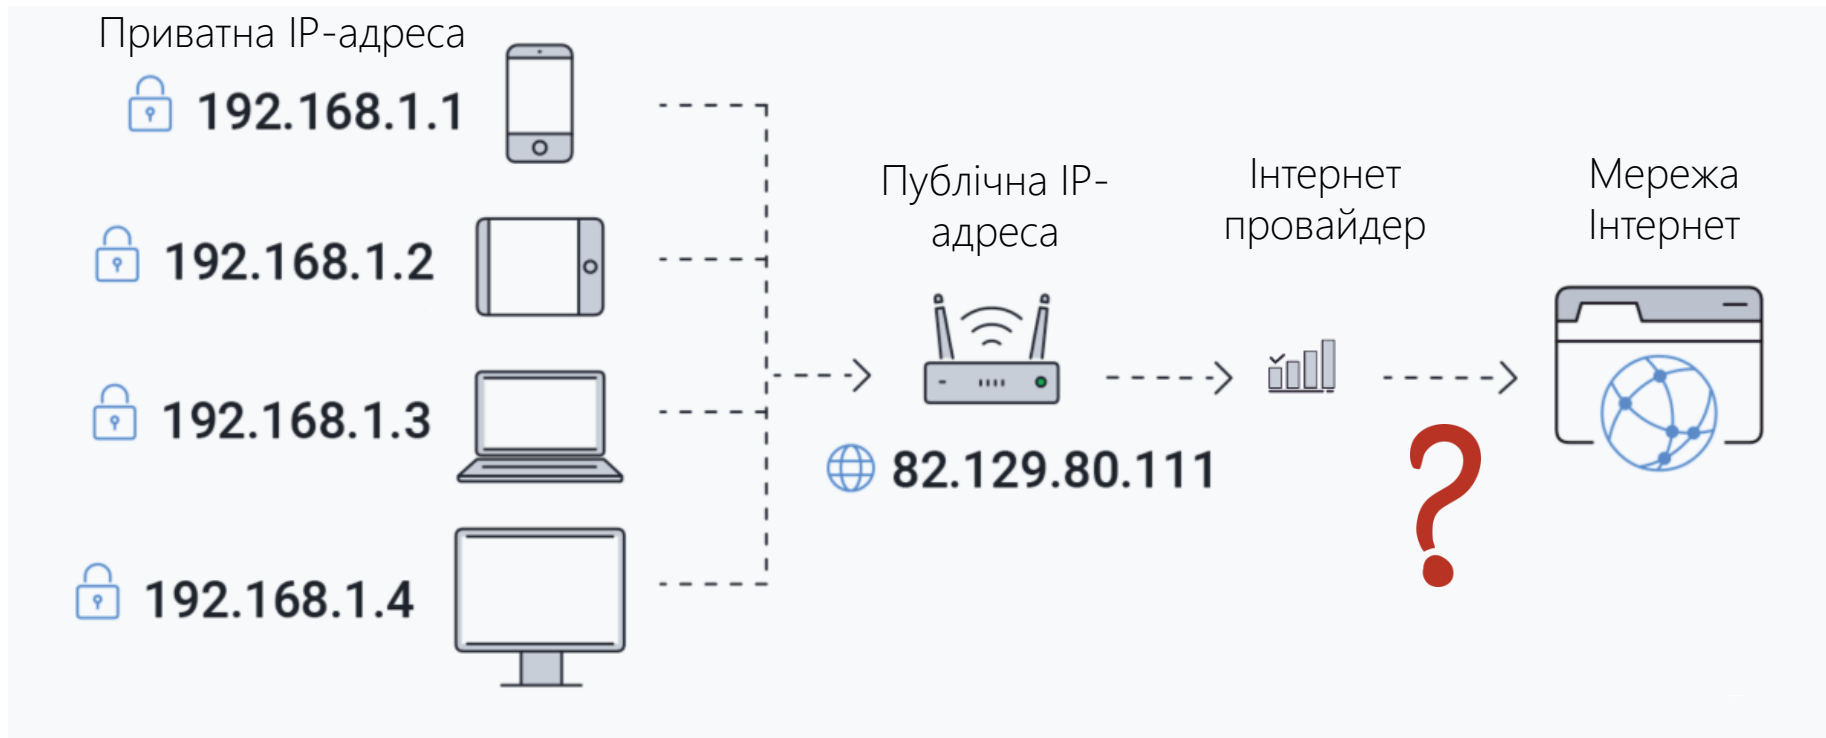 Приватна IP-адреса
192.168.1.1
192.168.1.2
192.168.1.3
192.168.1.4
Публічна IP-
адреса
82.129.80.111
Інтернет
провайдер
?
Мережа
Інтернет